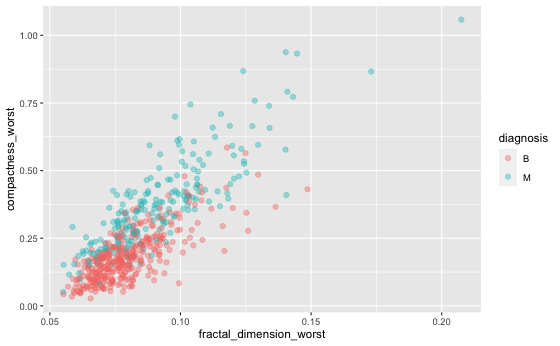 1.00
0.75
0.50
0.25
0.00
compactness_worst
0.05
0.10
0.15
0.20
fractal_dimension_worst
diagnosis
B
M